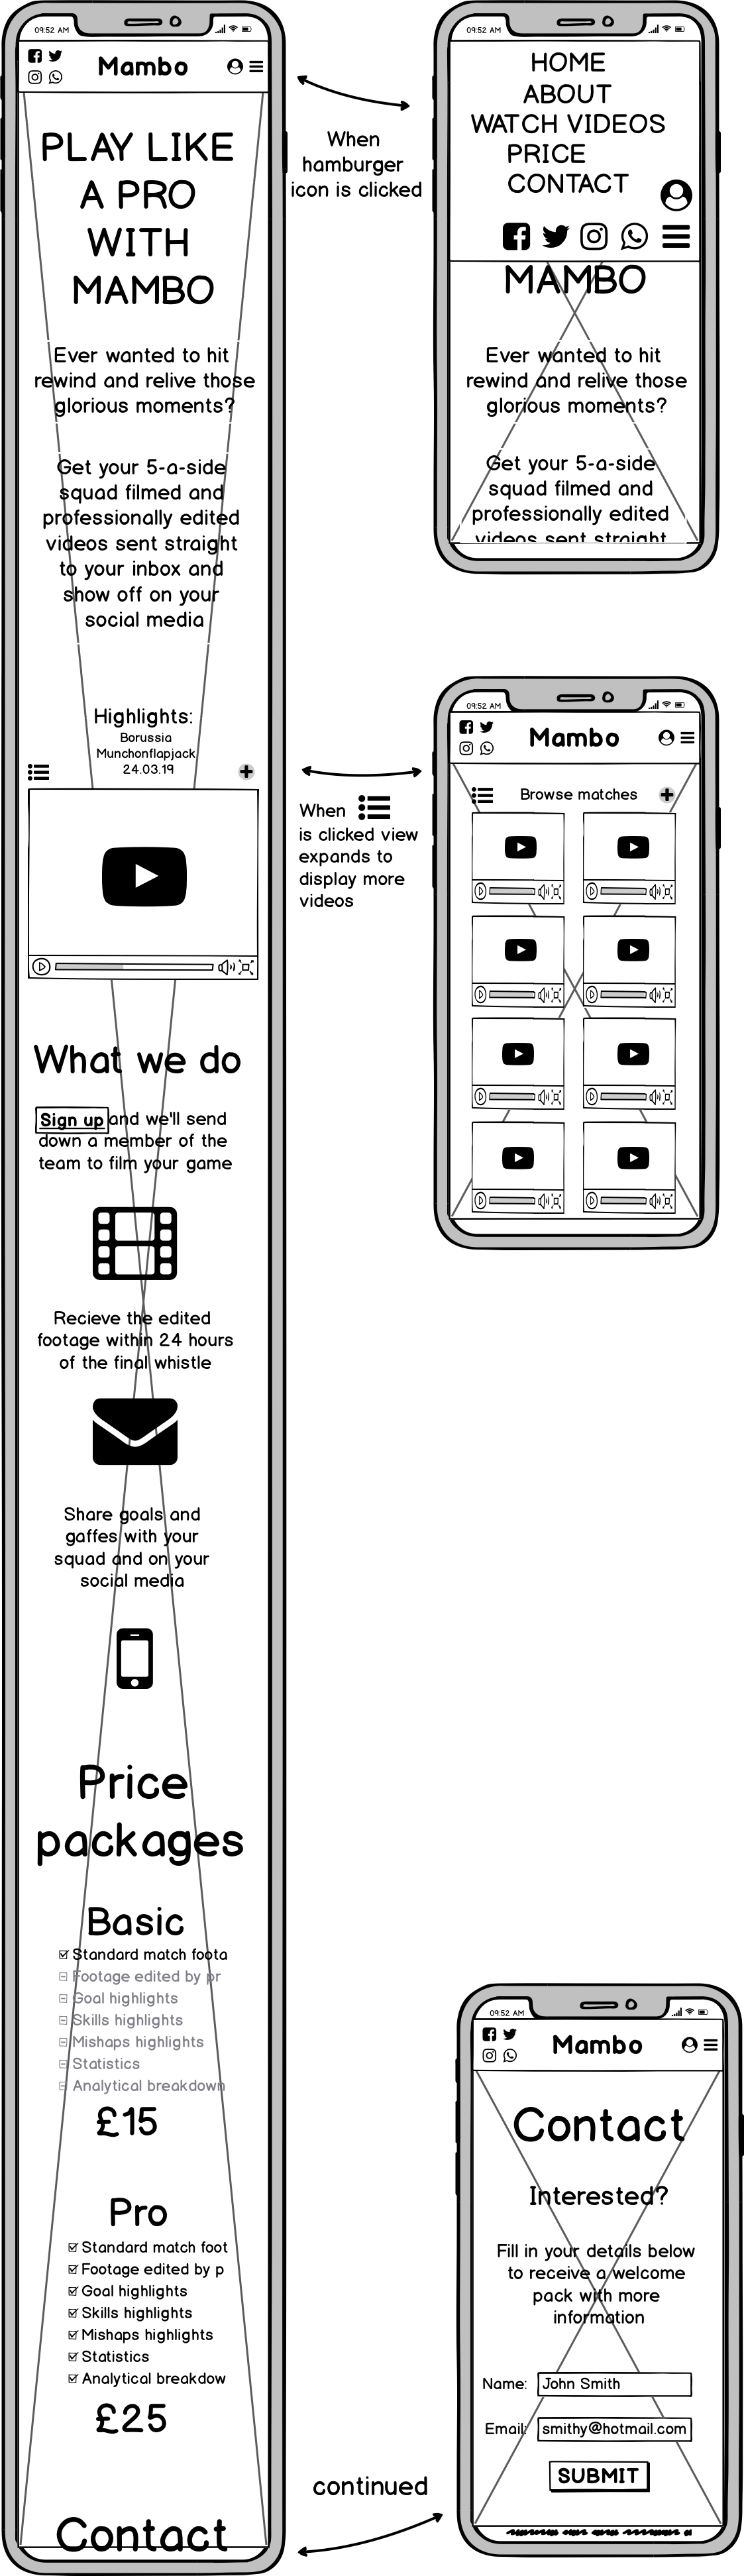 09:52 AM
Mambo
PLAY LIKE
A PRO
WITH
MAMBO
Ever wanted to hit
rewind and relive those
glorious moments?
Get your 5-a-side
squad filmed and
professionally edited
videos sent straight
to your inbox and
show off on your
social media
Highlights:
Borussia
Munchonflapjack
24.03.19
What we do
Sign up and we'll send
down a member of the
team to film your game
Recieve the edited
footage within 24 hours
of the final whistle
Share goals and
gaffes with your
squad and on your
social media
Price
packages
Basic
Standard match foota
Footage edited by pr
Goal highlights
Skills highlights
Mishaps highlights
Statistics
Analytical breakdown
£15
Pro
Standard match foot
Footage edited by p
Goal highlights
Skills highlights
Mishaps highlights
Statistics
Analytical breakdow
£25
Contact
When
hamburger
icon is clicked
09:52 AM
HOME
ABOUT
WATCH VIDEOS
PRICE
CONTACT
MAMBO
Ever wanted to hit
rewind and relive those
glorious moments?
Get your 5-a-side
squad filmed and
professionally edited
videos sent straight
When
is clicked view
expands to
display more
videos
09:52 AM
Mambo
Browse matches
continued
09:52 AM
Mambo
Contact
Interested?
Fill in your details below
to receive a welcome
pack with more
information
Name: John Smith
Email: smithy@hotmail.com
SUBMIT